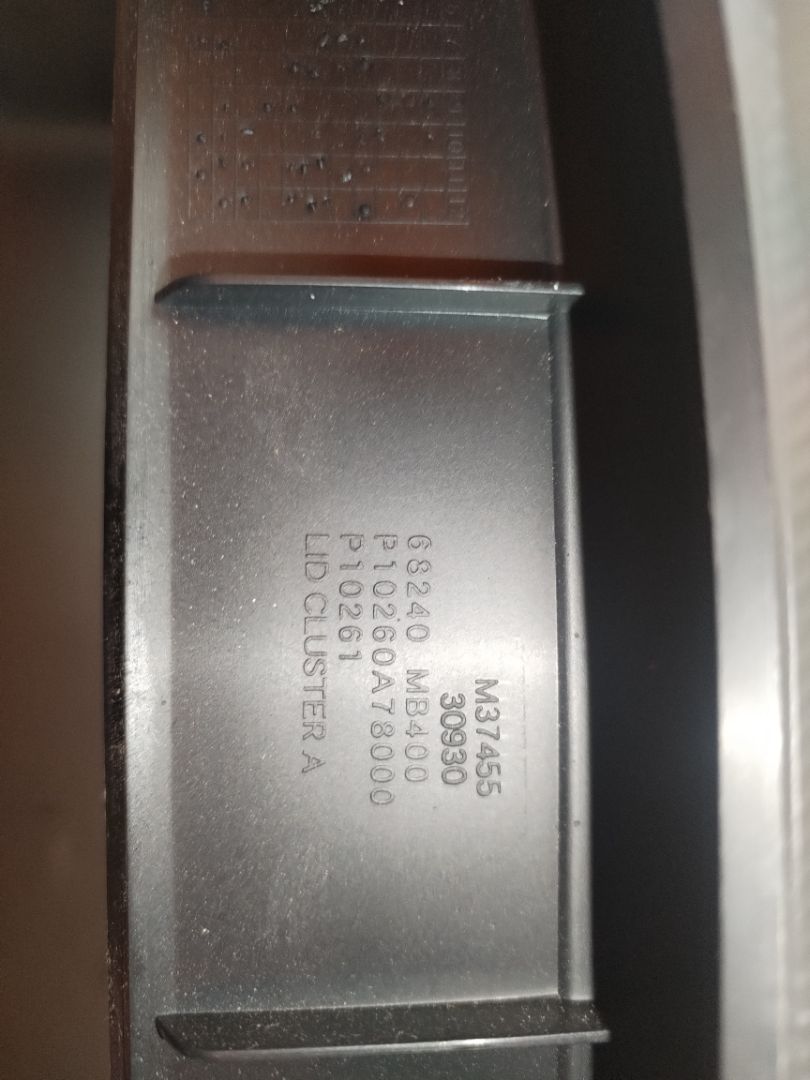 M37455
30930
68240 MB400
P10260A78000
P10261
LID CLUSTER A